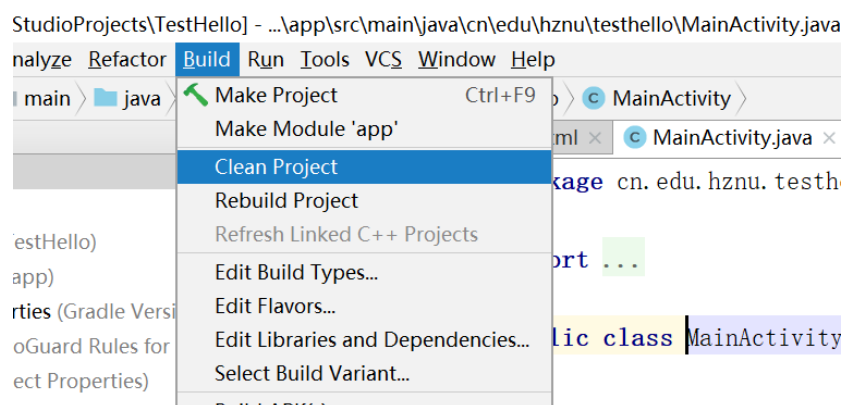 StudioProjects\TestHello] - ...\app\src\main\java\cn\edu\hznu\testhello\MainActivity.java
nalyze Refactor Build Run Tools VCS Window Help
main java MainActivity
Make Project Ctrl+F9
Make Module 'app'
ml × MainActivity.java ×
Clean Project
kage cn.edu.hznu.testhe
Rebuild Project
Refresh Linked C++ Projects
estHello)
ort ...
app)
Edit Build Types...
rties (Gradle Versi
Edit Flavors...
oGuard Rules for
Edit Libraries and Dependencies...
lic class MainActivity
ect Properties)
Select Build Variant...